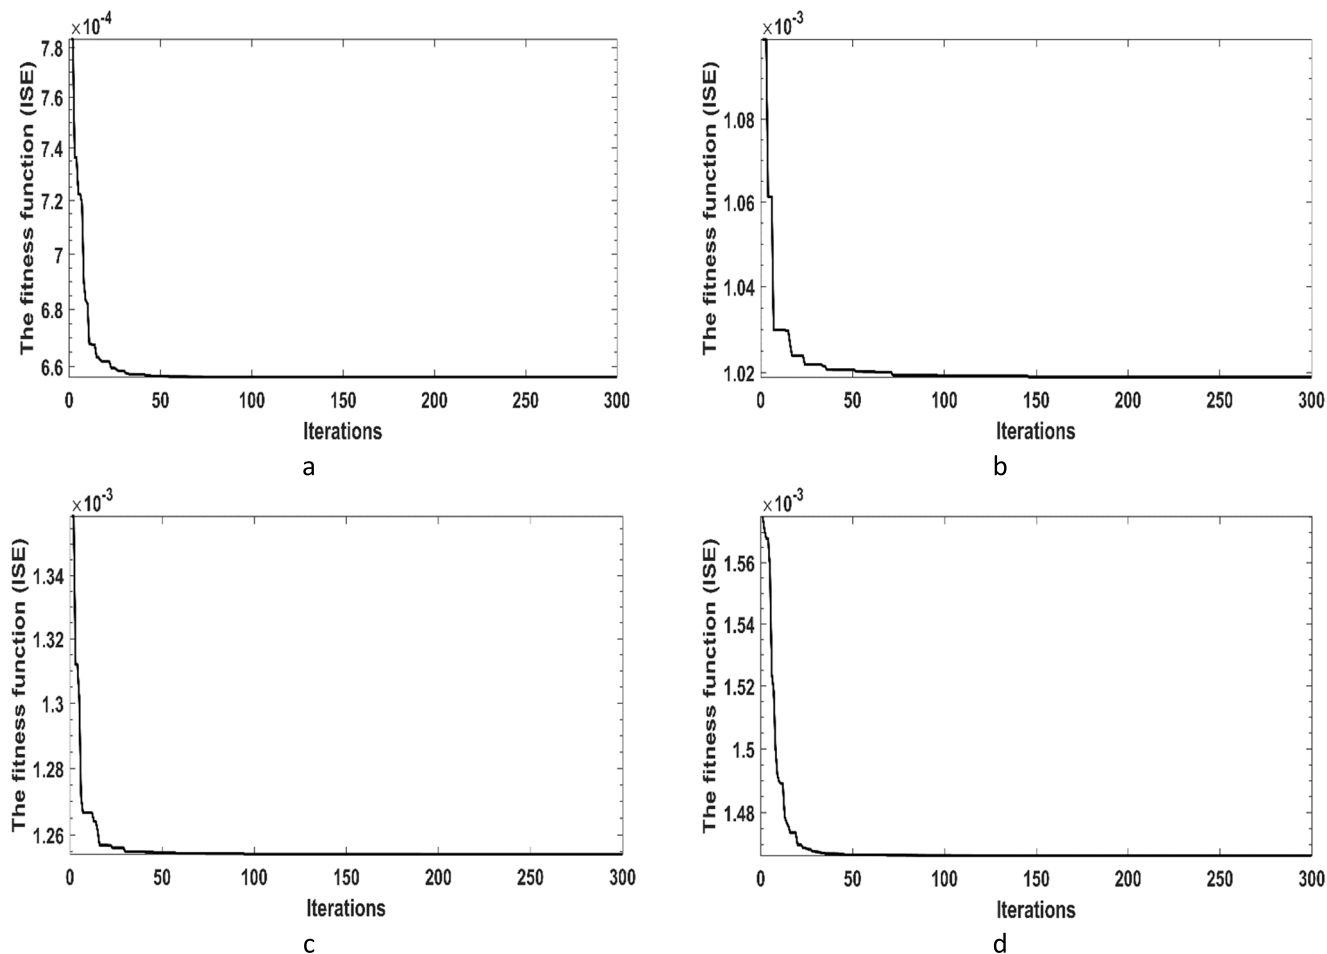 ×10-4
7.8
7.6
7.4
7.2
7
6.8
6.6
The fitness function (ISE)
0 50 100 150 200 250 300
Iterations
a
×10-3
1.08
1.06
1.04
1.02
The fitness function (ISE)
0 50 100 150 200 250 300
Iterations
b
×10-3
1.34
1.32
1.3
1.28
1.26
The fitness function (ISE)
0 50 100 150 200 250 300
Iterations
c
×10-3
1.56
1.54
1.52
1.5
1.48
The fitness function (ISE)
0 50 100 150 200 250 300
Iterations
d